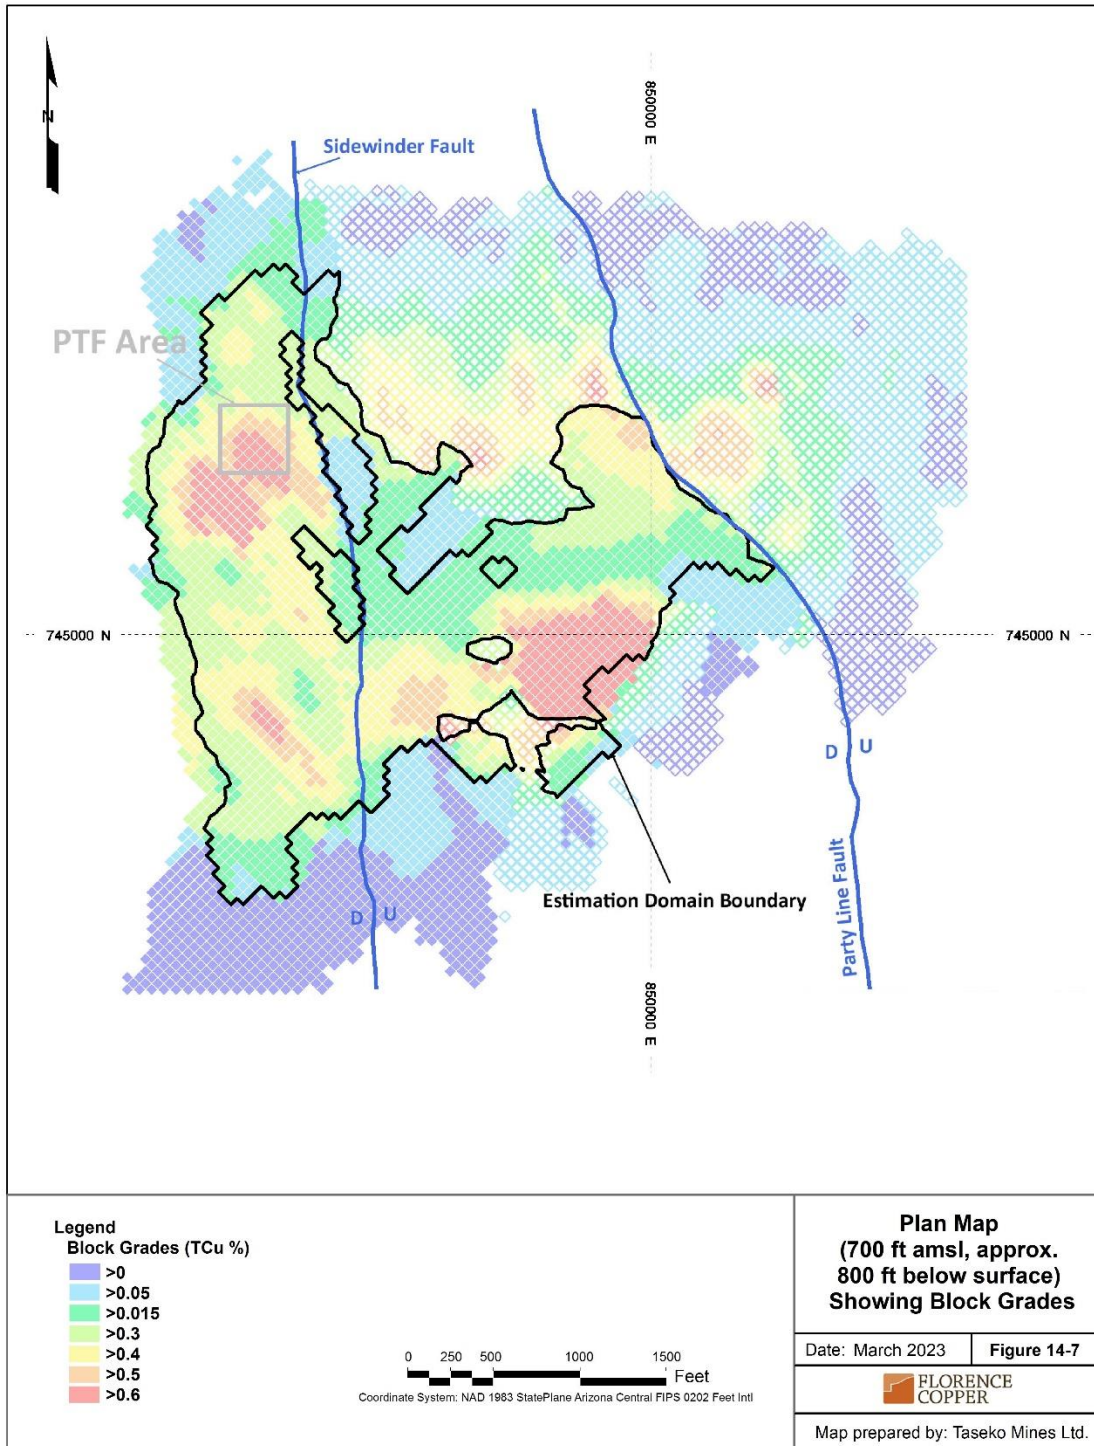 N
850000 E
Sidewinder Fault
PTF Area
745000 N
745000 N
D U
D U
Party Line Fault
Estimation Domain Boundary
850000 E
Legend
Block Grades (TCu %)
>0
>0.05
>0.015
>0.3
>0.4
>0.5
>0.6
0 250 500 1000 1500
Feet
Coordinate System: NAD 1983 StatePlane Arizona Central FIPS 0202 Feet Intl
Plan Map
(700 ft amsl, approx.
800 ft below surface)
Showing Block Grades
Date: March 2023
Figure 14-7
FLORENCE
COPPER
Map prepared by: Taseko Mines Ltd.